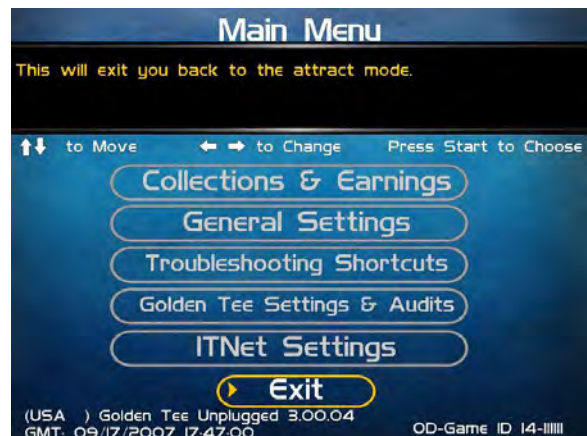 Main Menu
This will exit you back to the attract mode.
to Move to Change Press Start to Choose
Collections & Earnings
General Settings
Troubleshooting Shortcuts
Golden Tee Settings & Audits
ITNet Settings
Exit
(USA ) Golden Tee Unplugged 3.00.04
GMT: 09/17/2007 17:47:00 OD-Game ID 14-111111